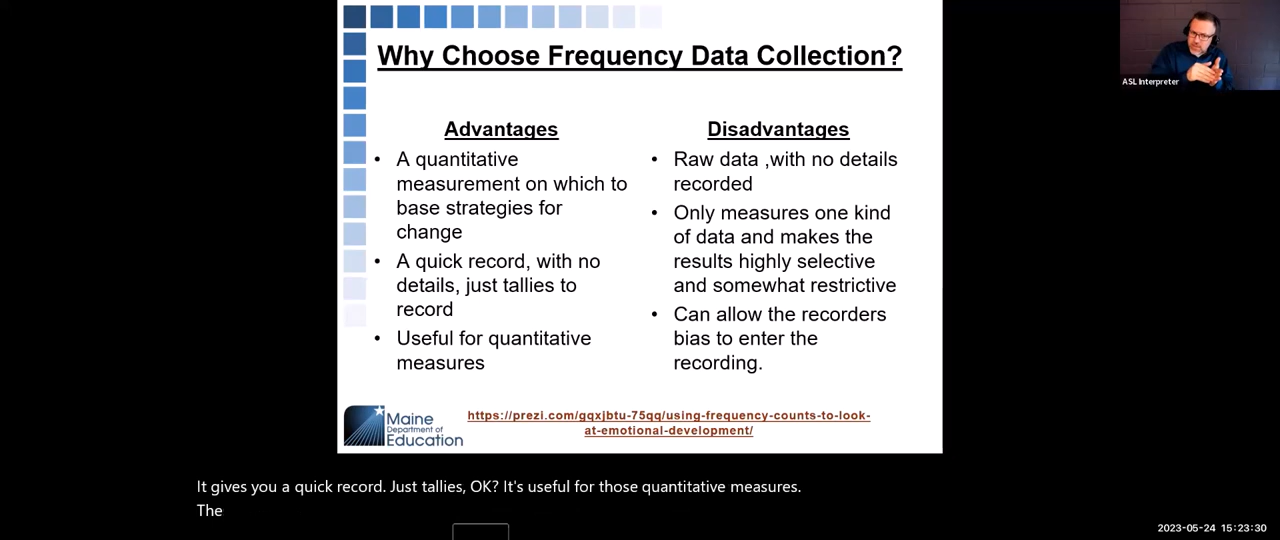 Why Choose Frequency Data Collection?
ASL Interpreter
Advantages
• A quantitative
measurement on which to
base strategies for
change
• A quick record, with no
details, just tallies to
record
• Useful for quantitative
measures
Disadvantages
• Raw data ,with no details
recorded
• Only measures one kind
of data and makes the
results highly selective
and somewhat restrictive
• Can allow the recorders
bias to enter the
recording.
Maine
Department of
Education
https://prezi.com/gqxjbtu-75qq/using-frequency-counts-to-look-
at-emotional-development/
It gives you a quick record. Just tallies, OK? It's useful for those quantitative measures.
The
2023-05-24 15:23:30